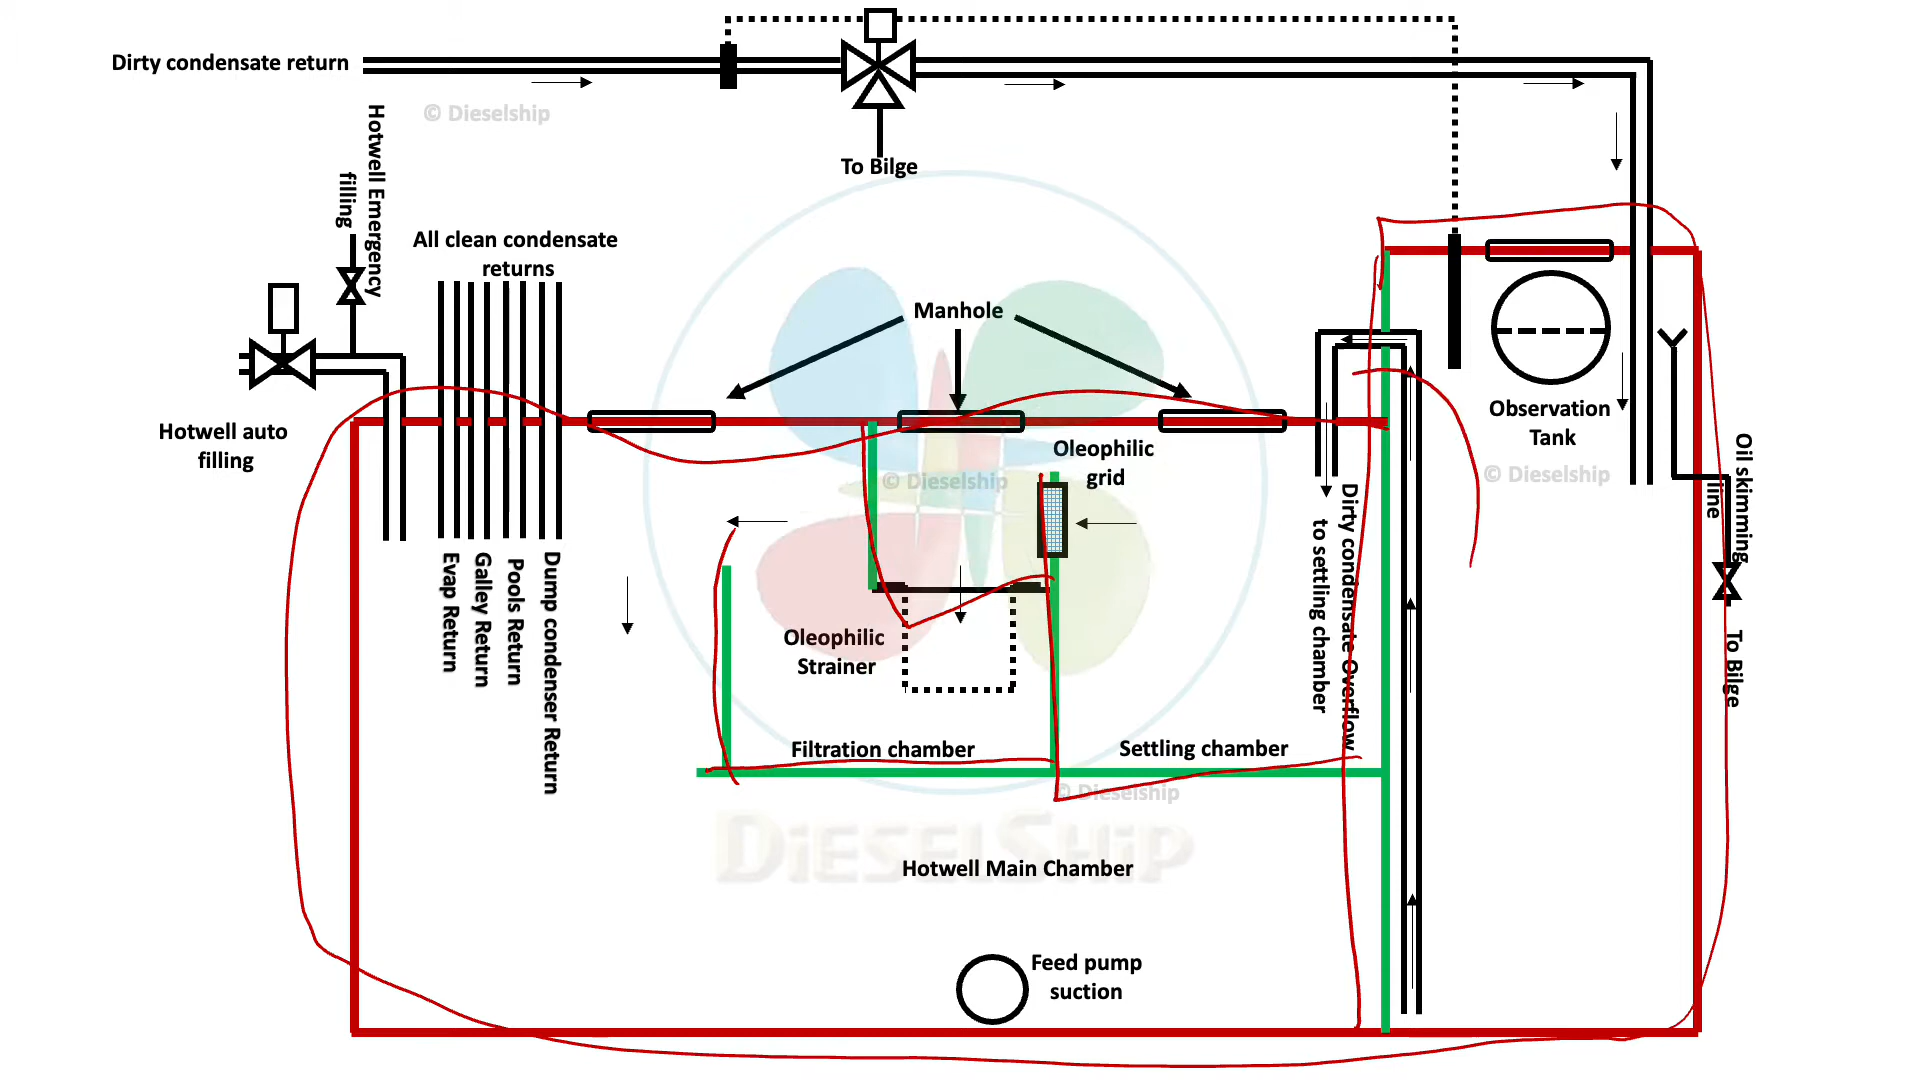 Dirty condensate return
© Dieselship
To Bilge
Hotwell Emergency
filling
All clean condensate
returns
Manhole
Hotwell auto
filling
Observation
Tank
Oleophilic
grid
© Dieselship
© Dieselship
Oil skimming
line
Dirty condensate Overflow
to settling chamber
Evap Return
Galley Return
Pools Return
Dump condenser Return
Oleophilic
Strainer
To Bilge
Filtration chamber
Settling chamber
© Dieselship
DIESELSHIP
Hotwell Main Chamber
Feed pump
suction